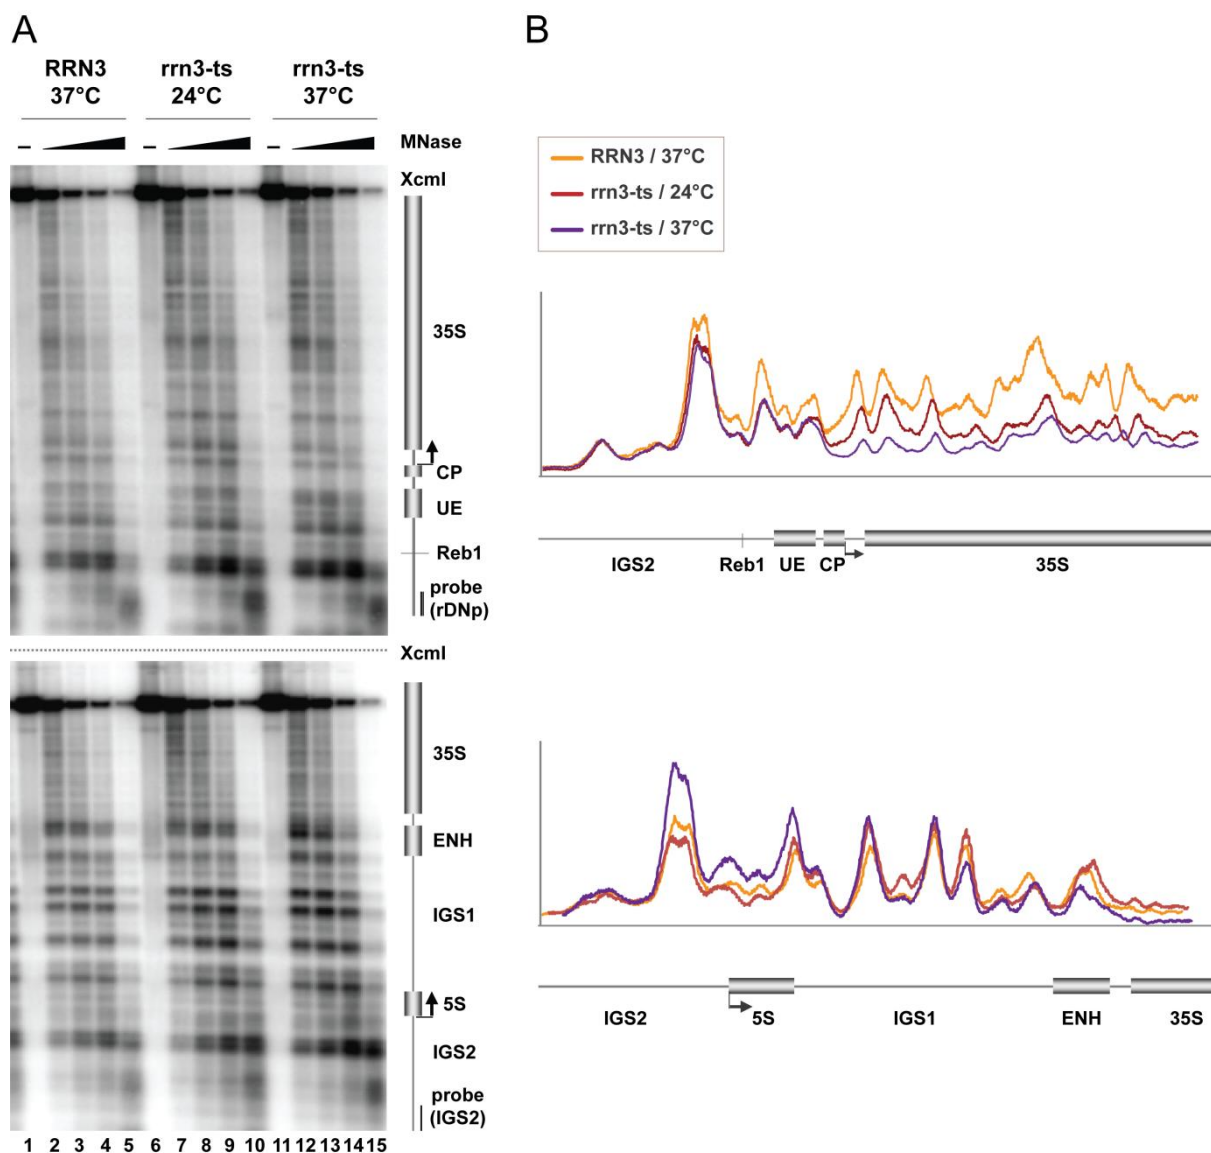 A
B
RRN3 rrn3-ts rrn3-ts
37°C 24°C 37°C
– – –
MNase
XcmI
35S
CP
UE
Reb1
probe
(rDNp)
XcmI
35S
ENH
IGS1
5S
IGS2
probe
(IGS2)
1 2 3 4 5 6 7 8 9 10 11 12 13 14 15
RRN3 / 37°C
rrn3-ts / 24°C
rrn3-ts / 37°C
IGS2 Reb1 UE CP 35S
IGS2 5S IGS1 ENH 35S